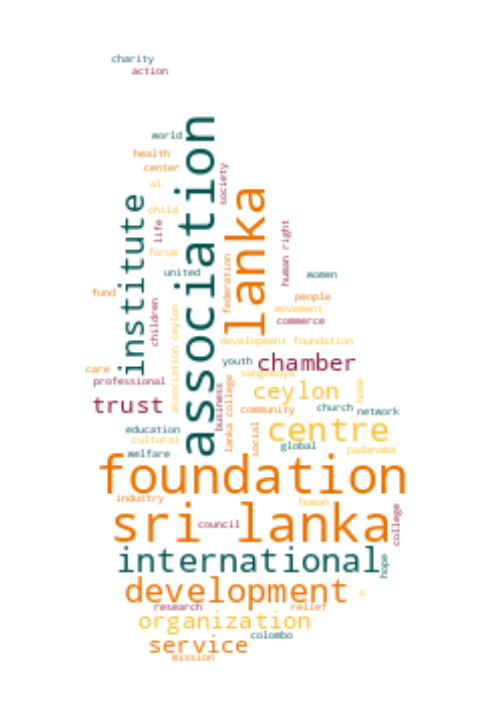 charity
action
world
association
health
center
society
al
lanka
institute
child
life
human right
forum
united
women
federation
fund
people
children
movement
association ceylon
commerce
development foundation
youth
chamber
care
sangamaya
professional
ceylon
home
business
lanka college
trust
community
church
network
centre
education
social
cultural
global
welfare
padanama
foundation
industry
human
sri lanka
council
college
international
hope
development
s
research
relief
organization
colombo
service
mission